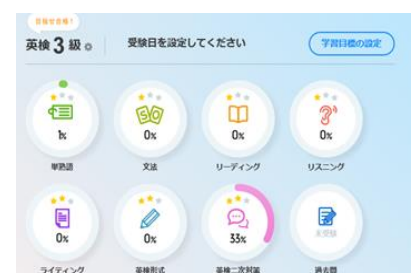 目指せ合格!
英検3級
受験日を設定してください
学習目標の設定
1%
0%
0%
0%
単熟語
文法
リーディング
リスニング
0%
0%
33%
未受験
ライティング
英検形式
英検二次対策
過去問